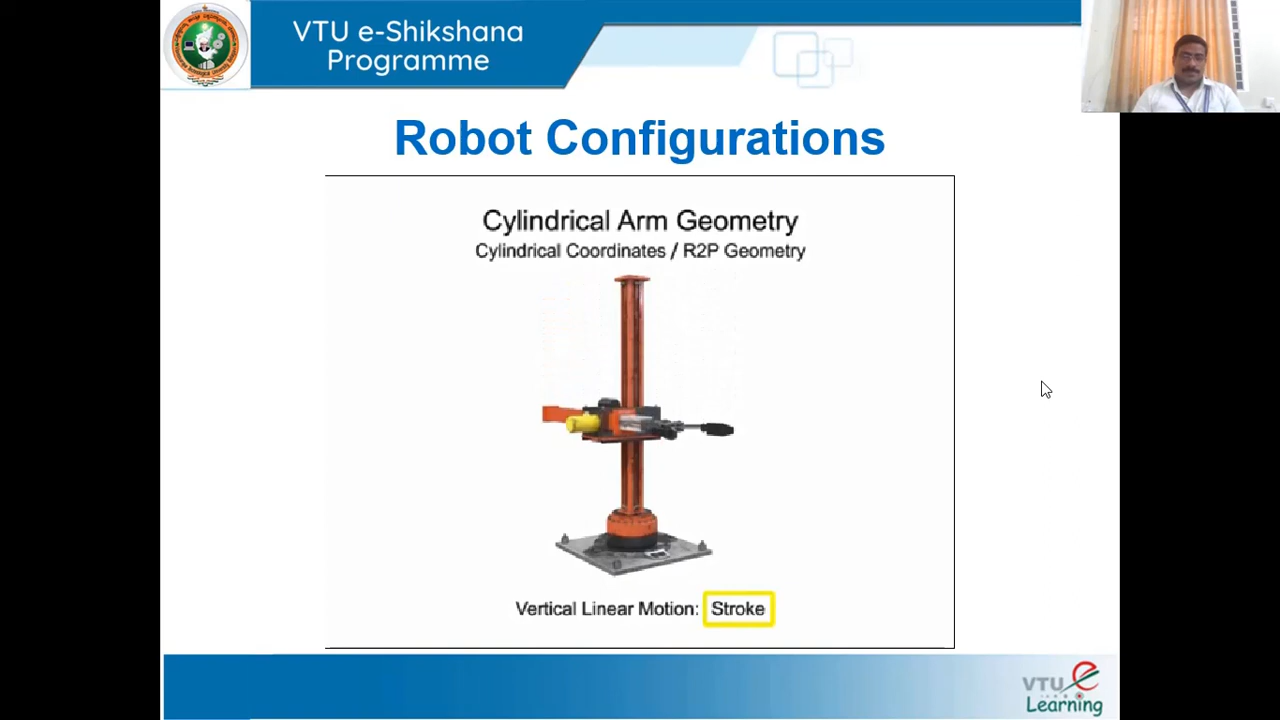 VTU e-Shikshana
Programme
Robot Configurations
Cylindrical Arm Geometry
Cylindrical Coordinates / R2P Geometry
Vertical Linear Motion: Stroke
VTU e
Learning